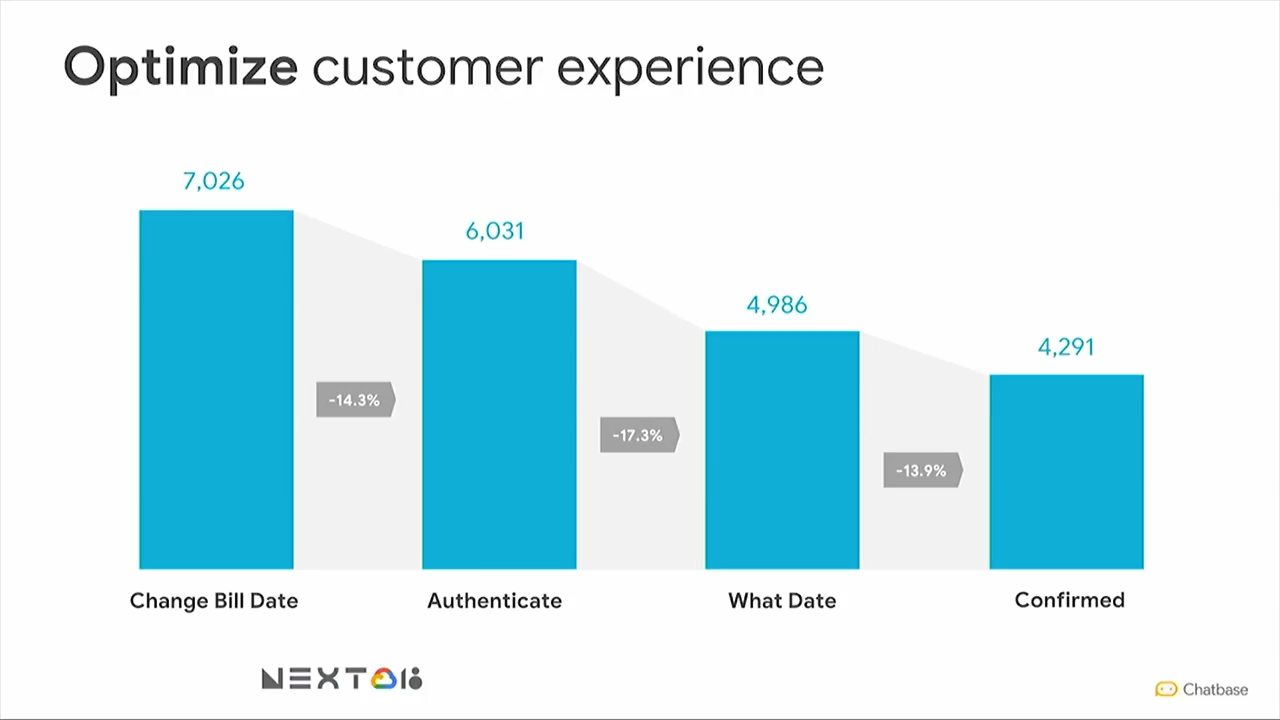 Optimize customer experience
7,026
6,031
4,986
4,291
-14.3%
-17.3%
-13.9%
Change Bill Date
Authenticate
What Date
Confirmed
NEXT 18
Chatbase